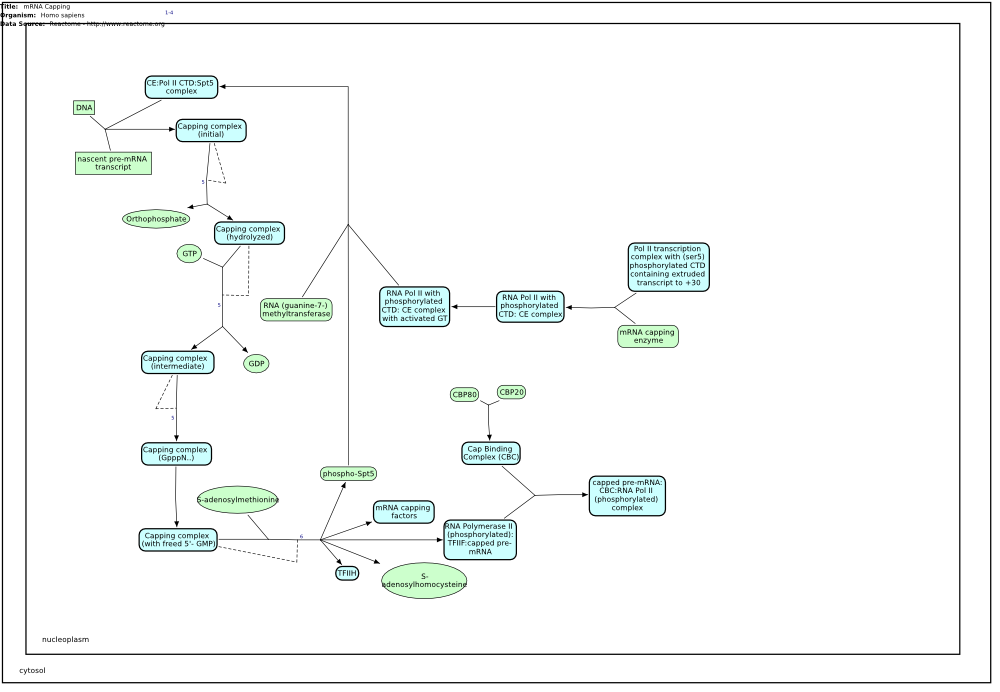 Title: mRNA Capping
1-4
Organism: Homo sapiens
Data Source: Reactome - http://www.reactome.org
CE:Pol II CTD:Spt5
complex
DNA
Capping complex
(initial)
nascent pre-mRNA
transcript
5
Orthophosphate
Capping complex
(hydrolyzed)
GTP
Pol II transcription
complex with (ser5)
phosphorylated CTD
containing extruded
transcript to +30
RNA Pol II with
phosphorylated
CTD: CE complex
with activated GT
RNA Pol II with
phosphorylated
CTD: CE complex
5
RNA (guanine-7-)
methyltransferase
mRNA capping
enzyme
Capping complex
(intermediate)
GDP
CBP80
CBP20
5
Capping complex
(GpppN..)
Cap Binding
Complex (CBC)
phospho-Spt5
capped pre-mRNA:
CBC:RNA Pol II
(phosphorylated)
complex
S-adenosylmethionine
mRNA capping
factors
Capping complex
(with freed 5'- GMP)
6
RNA Polymerase II
(phosphorylated):
TFIIF:capped pre-
mRNA
TFIIH
S-
adenosylhomocysteine
nucleoplasm
cytosol